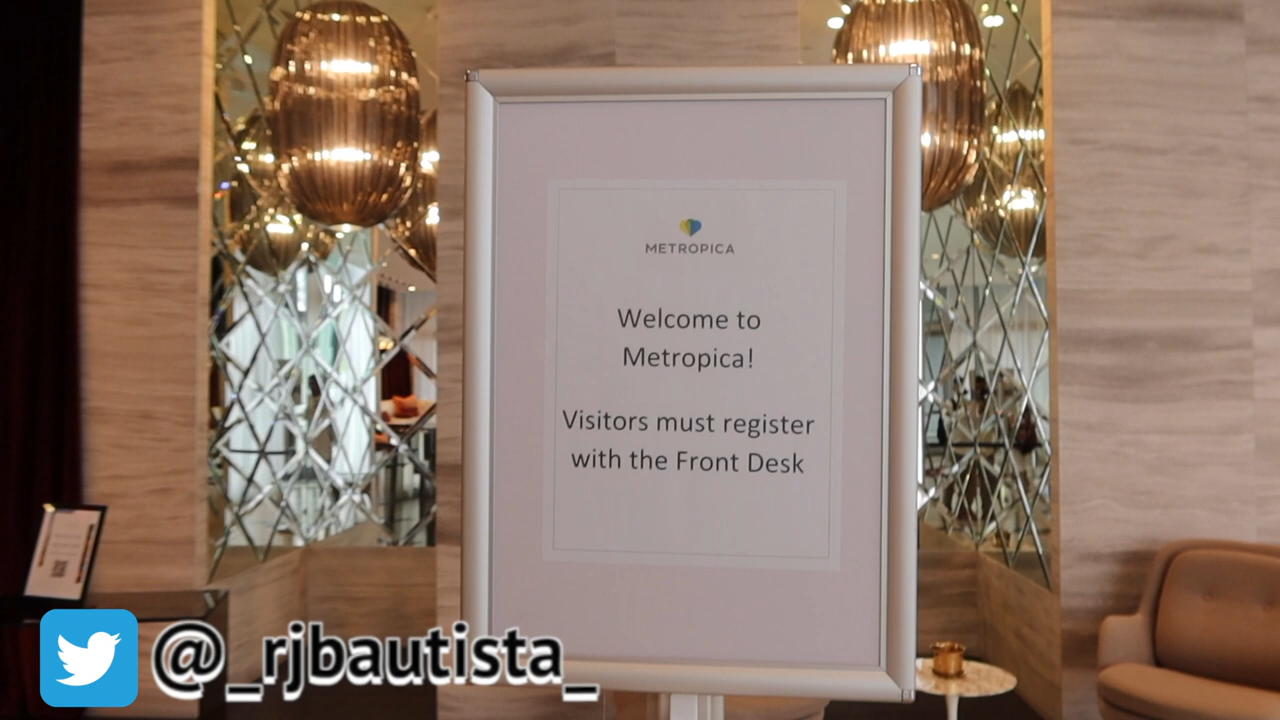 METROPICA
Welcome to
Metropica!
Visitors must register
with the Front Desk
@_rjbautista_